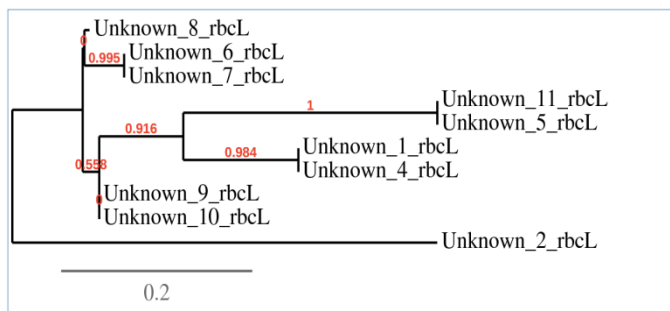 Unknown_8_rbcL
0
0.995
Unknown_6_rbcL
Unknown_7_rbcL
1
Unknown_11_rbcL
Unknown_5_rbcL
0.916
0.984
Unknown_1_rbcL
Unknown_4_rbcL
0.558
Unknown_9_rbcL
0
Unknown_10_rbcL
Unknown_2_rbcL
0.2